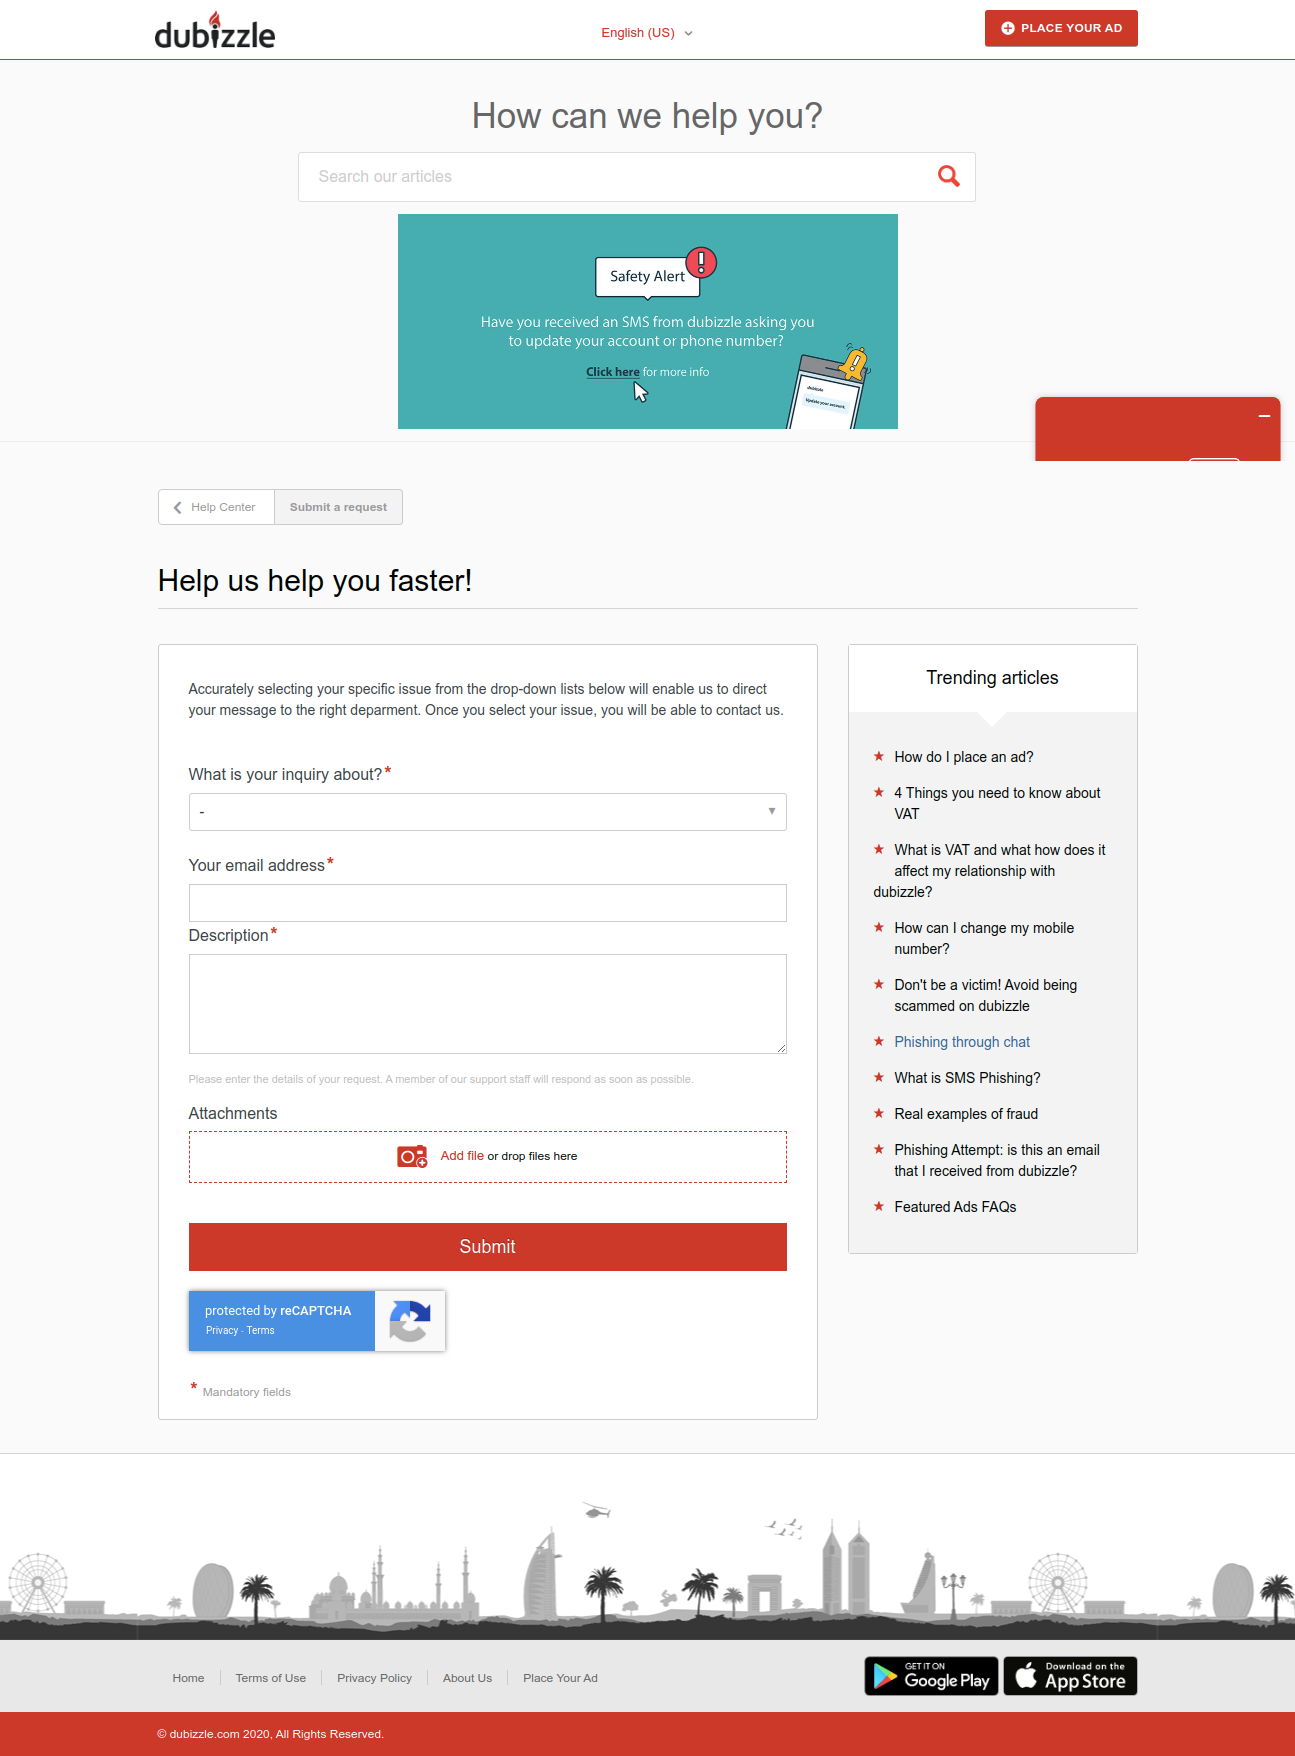 dubizzle
English (US)
PLACE YOUR AD
How can we help you?
Search our articles
Safety Alert
Have you received an SMS from dubizzle asking you
to update your account or phone number?
Click here for more info
dubizzle
Update your account.
Help Center
Submit a request
Help us help you faster!
Accurately selecting your specific issue from the drop-down lists below will enable us to direct
your message to the right deparment. Once you select your issue, you will be able to contact us.
What is your inquiry about?*
-
Your email address*
Description*
Please enter the details of your request. A member of our support staff will respond as soon as possible.
Attachments
Add file or drop files here
Submit
protected by reCAPTCHA
Privacy - Terms
* Mandatory fields
Trending articles
How do I place an ad?
4 Things you need to know about
VAT
What is VAT and what how does it
affect my relationship with
dubizzle?
How can I change my mobile
number?
Don't be a victim! Avoid being
scammed on dubizzle
Phishing through chat
What is SMS Phishing?
Real examples of fraud
Phishing Attempt: is this an email
that I received from dubizzle?
Featured Ads FAQs
Home
Terms of Use
Privacy Policy
About Us
Place Your Ad
GET IT ON
Google Play
Download on the
App Store
© dubizzle.com 2020, All Rights Reserved.